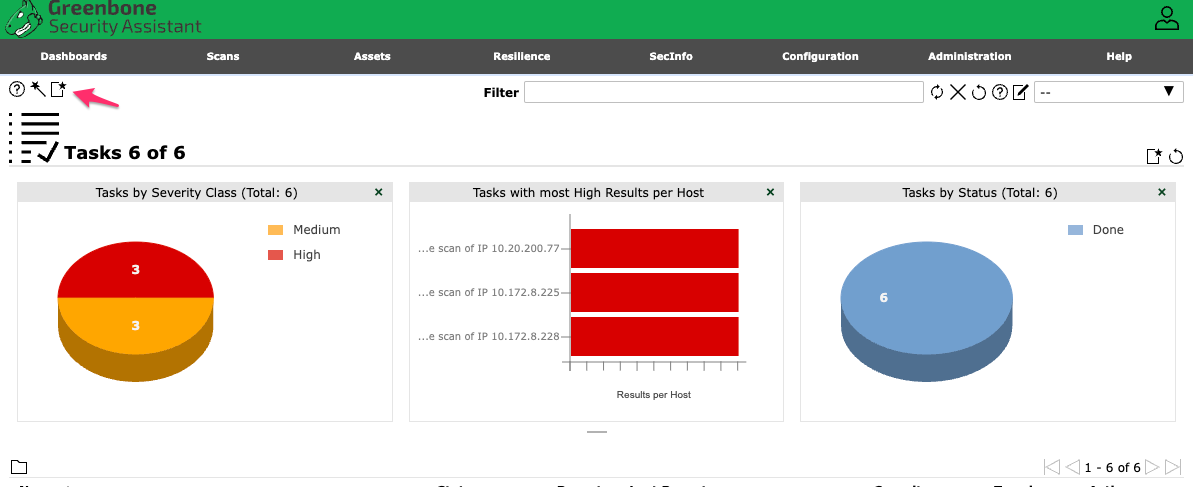 Greenbone
Security Assistant
Dashboards Scans Assets Resilience SecInfo Configuration Administration Help
Filter --
Tasks 6 of 6
Tasks by Severity Class (Total: 6)
Medium
High
3
3
Tasks with most High Results per Host
...e scan of IP 10.20.200.77
...e scan of IP 10.172.8.225
...e scan of IP 10.172.8.228
Results per Host
Tasks by Status (Total: 6)
Done
6
1 - 6 of 6